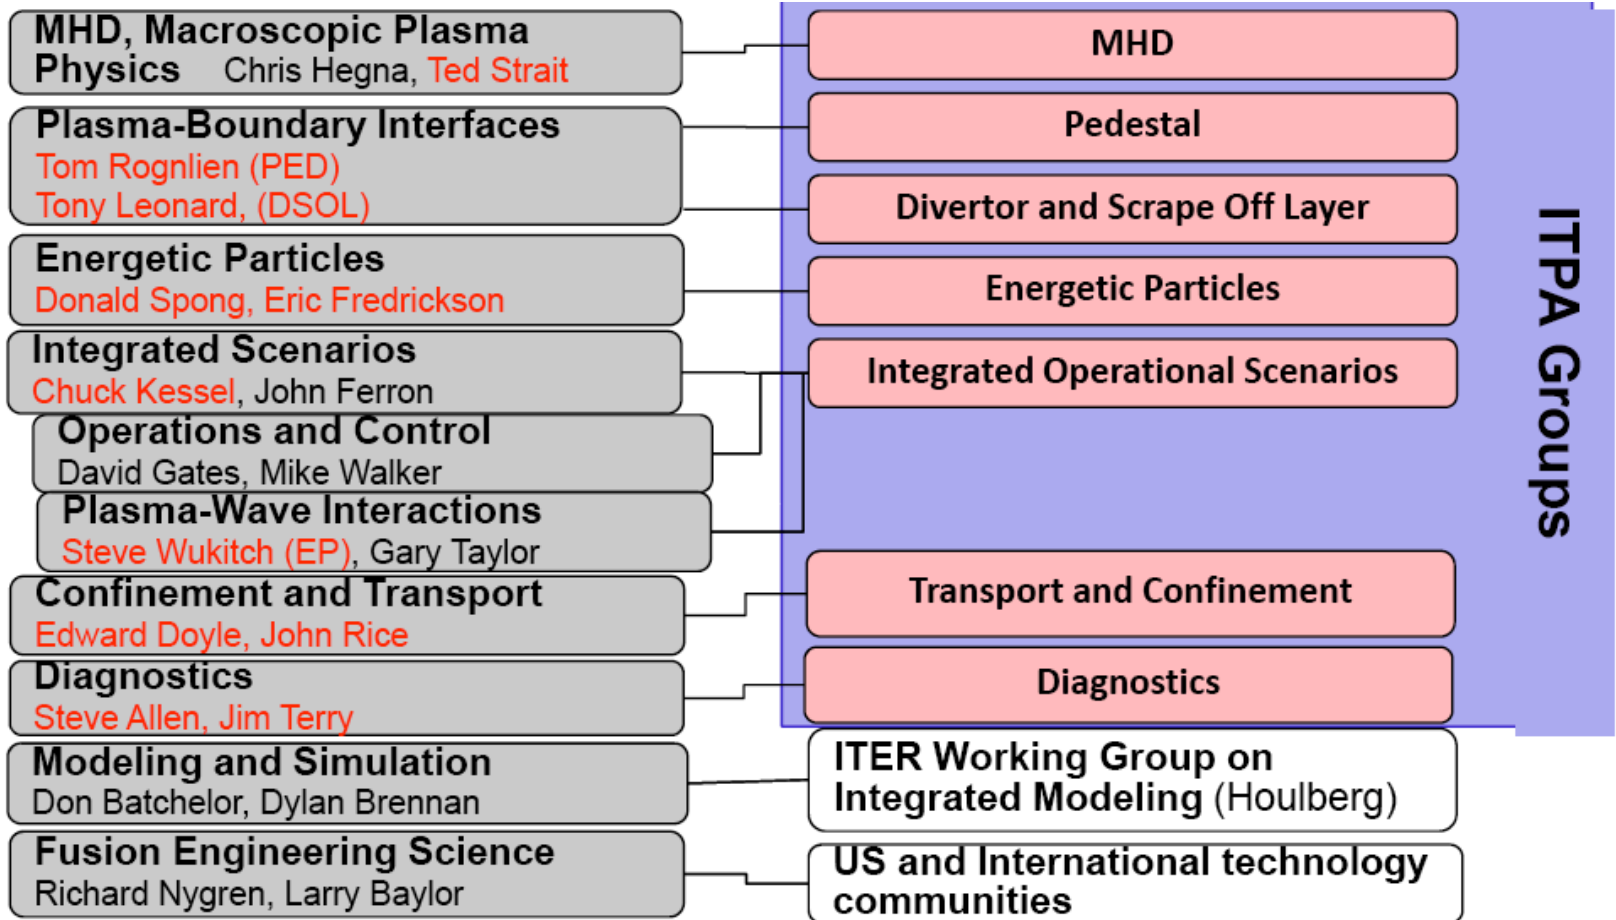 MHD, Macroscopic Plasma
Physics Chris Hegna, Ted Strait
Plasma-Boundary Interfaces
Tom Rognlien (PED)
Tony Leonard, (DSOL)
Energetic Particles
Donald Spong, Eric Fredrickson
Integrated Scenarios
Chuck Kessel, John Ferron
Operations and Control
David Gates, Mike Walker
Plasma-Wave Interactions
Steve Wukitch (EP), Gary Taylor
Confinement and Transport
Edward Doyle, John Rice
Diagnostics
Steve Allen, Jim Terry
Modeling and Simulation
Don Batchelor, Dylan Brennan
Fusion Engineering Science
Richard Nygren, Larry Baylor
MHD
Pedestal
Divertor and Scrape Off Layer
Energetic Particles
Integrated Operational Scenarios
Transport and Confinement
Diagnostics
ITER Working Group on
Integrated Modeling (Houlberg)
US and International technology
communities
ITPA Groups